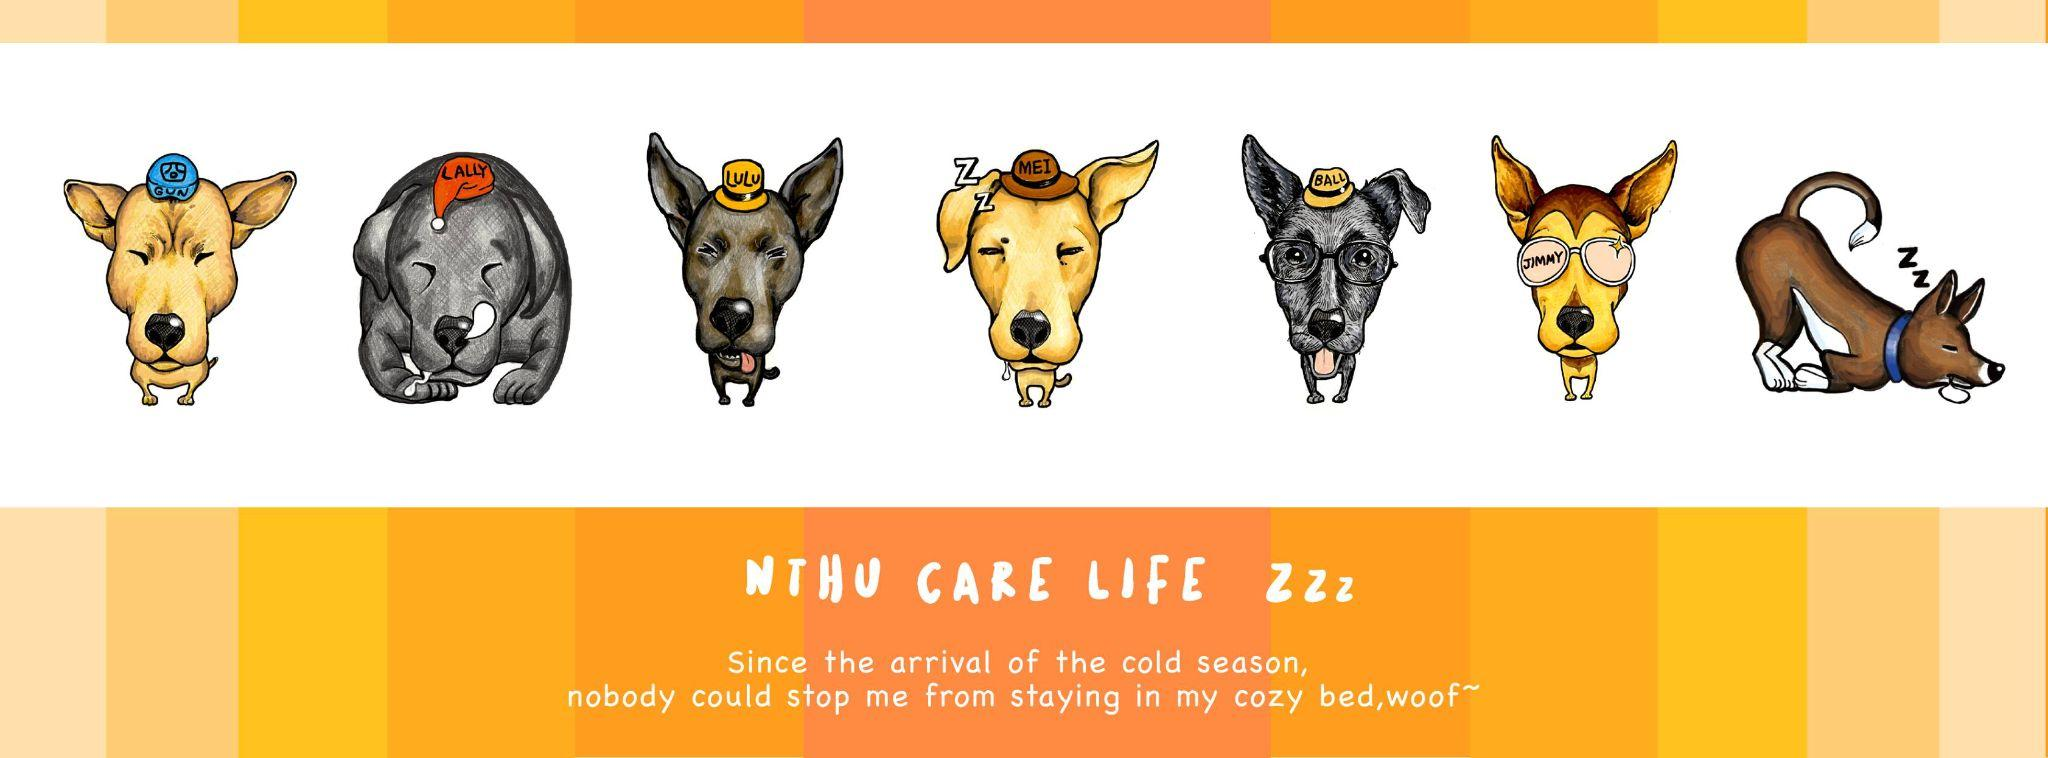 GUN
LALLY
LULU
Z
Z
MEI
BALL
JIMMY
Z
Z
NTHU CARE LIFE ZZZ
Since the arrival of the cold season,
nobody could stop me from staying in my cozy bed,woof~